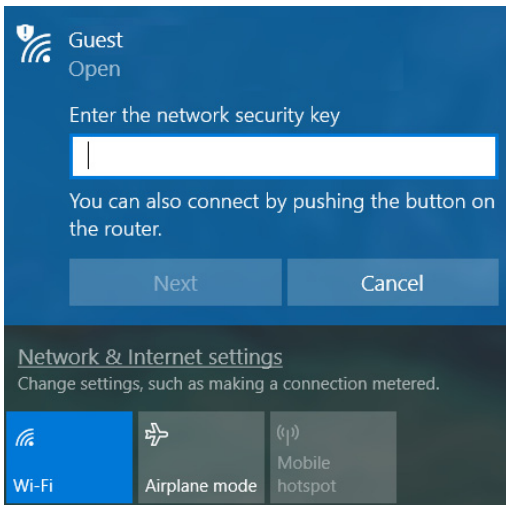 Guest
Open
Enter the network security key
You can also connect by pushing the button on
the router.
Next
Cancel
Network & Internet settings
Change settings, such as making a connection metered.
Wi-Fi
Airplane mode
Mobile
hotspot